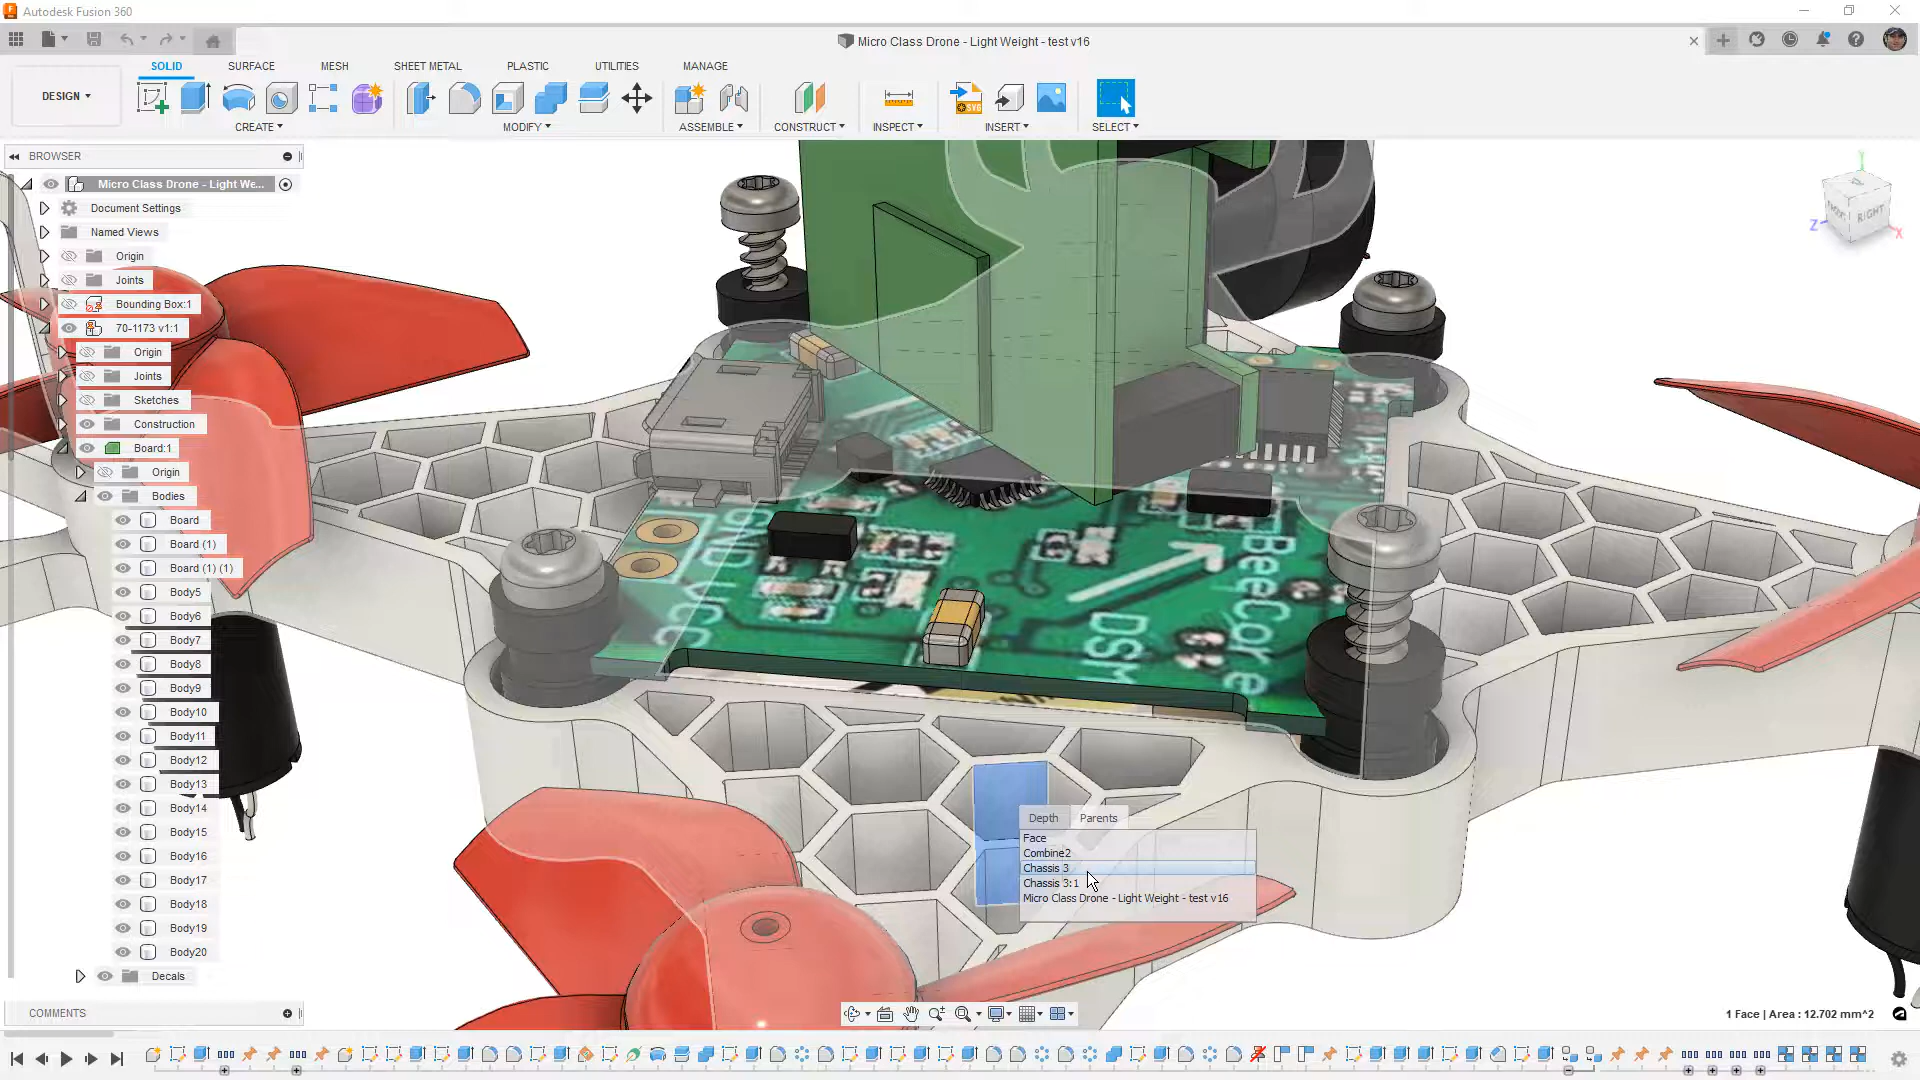 Autodesk Fusion 360
Micro Class Drone - Light Weight - test v16
DESIGN
SOLID
SURFACE
MESH
SHEET METAL
PLASTIC
UTILITIES
MANAGE
CREATE
MODIFY
ASSEMBLE
CONSTRUCT
INSPECT
INSERT
SELECT
SVG
BROWSER
Micro Class Drone - Light We...
Document Settings
Named Views
Origin
Joints
Bounding Box:1
70-1173 v1:1
Origin
Joints
Sketches
Construction
Board:1
Origin
Bodies
Board
Board (1)
Board (1) (1)
Body5
Body6
Body7
Body8
Body9
Body10
Body11
Body12
Body13
Body14
Body15
Body16
Body17
Body18
Body19
Body20
Decals
COMMENTS
Y
Z
X
RIGHT
GND VCC
BeeCore
DSM
Depth
Parents
Face
Combine2
Chassis 3
Chassis 3:1
Micro Class Drone - Light Weight - test v16
1 Face | Area : 12.702 mm^2